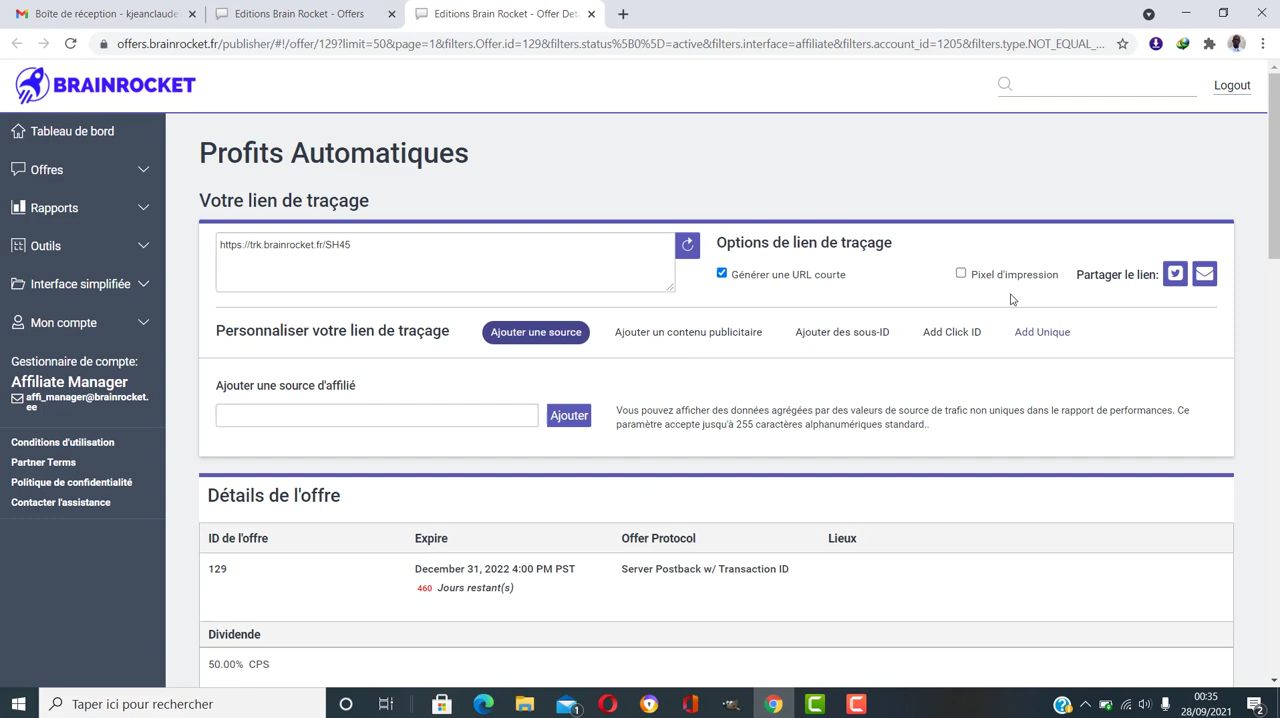 Boîte de réception - kjeanclaude
Editions Brain Rocket - Offers
Editions Brain Rocket - Offer Det
offers.brainrocket.fr/publisher/#!/offer/129?limit=50&page=1&filters.Offer.id=129&filters.status%5B0%5D=active&filters.interface=affiliate&filters.account_id=1205&filters.type.NOT_EQUAL_...
BRAINROCKET
Logout
Tableau de bord
Offres
Rapports
Outils
Interface simplifiée
Mon compte
Gestionnaire de compte:
Affiliate Manager
affi_manager@brainrocket.
ee
Conditions d'utilisation
Partner Terms
Politique de confidentialité
Contacter l'assistance
Profits Automatiques
Votre lien de traçage
https://trk.brainrocket.fr/SH45
Options de lien de traçage
Générer une URL courte
Pixel d'impression
Partager le lien:
Personnaliser votre lien de traçage
Ajouter une source
Ajouter un contenu publicitaire
Ajouter des sous-ID
Add Click ID
Add Unique
Ajouter une source d'affilié
Ajouter
Vous pouvez afficher des données agrégées par des valeurs de source de trafic non uniques dans le rapport de performances. Ce
paramètre accepte jusqu'à 255 caractères alphanumériques standard..
Détails de l'offre
ID de l'offre
Expire
Offer Protocol
Lieux
129
December 31, 2022 4:00 PM PST
Server Postback w/ Transaction ID
460 Jours restant(s)
Dividende
50.00% CPS
Taper ici pour rechercher
1
00:35
28/09/2021
2